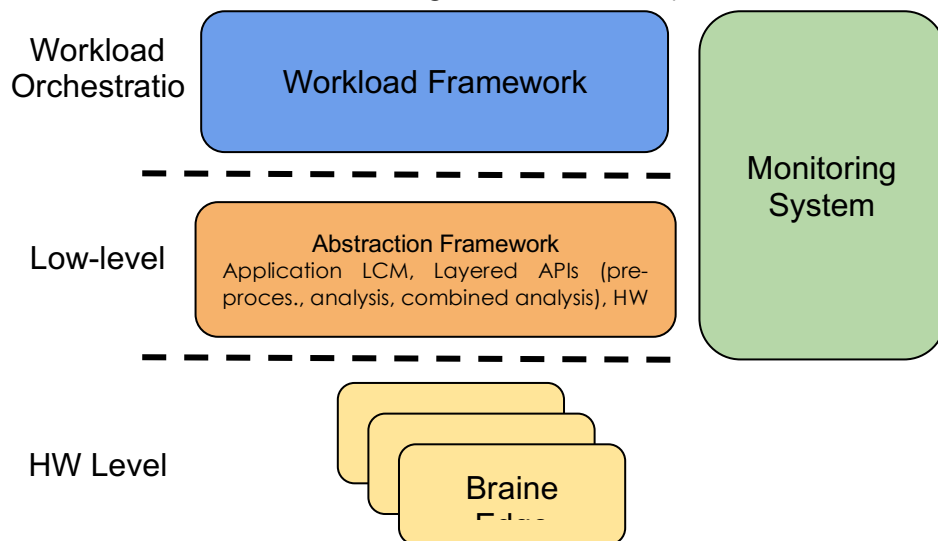 Workload
Orchestratio
Workload Framework
Monitoring
System
Low-level
Abstraction Framework
Application LCM, Layered APIs (pre-
proces., analysis, combined analysis), HW
HW Level
Braine
Edge